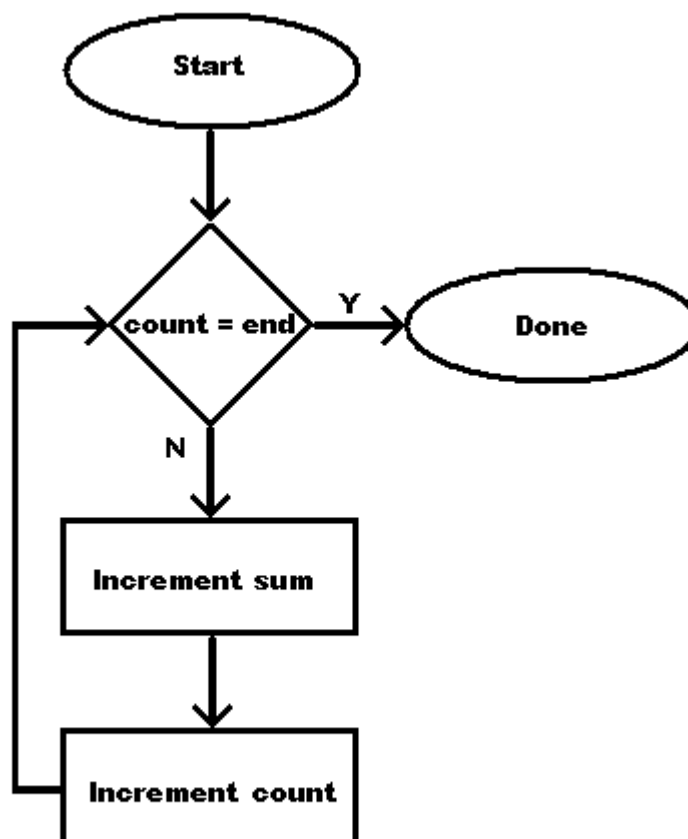 Start
count = end
Y
Done
N
Increment sum
Increment count